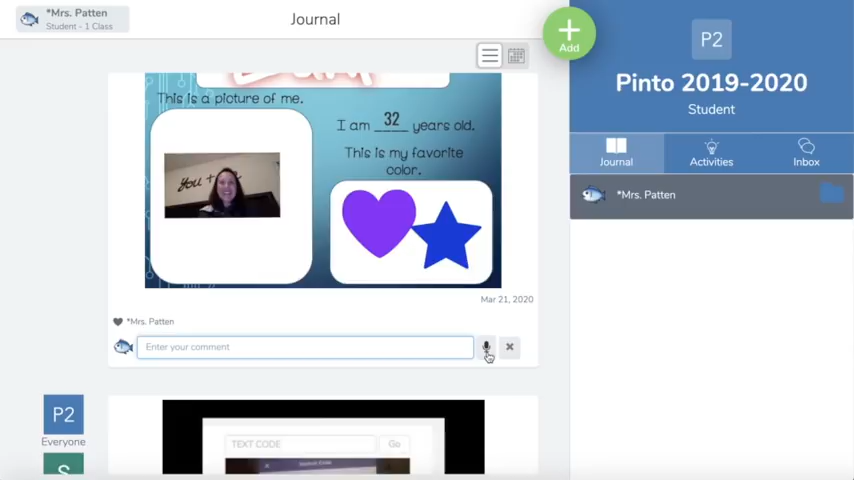 *Mrs. Patten
Student - 1 Class
Journal
Add
This is a picture of me.
I am 32 years old.
This is my favorite
color.
Mar 21, 2020
*Mrs. Patten
Enter your comment
P2
Everyone
S
TEXT CODE
Go
P2
Pinto 2019-2020
Student
Journal
Activities
Inbox
*Mrs. Patten